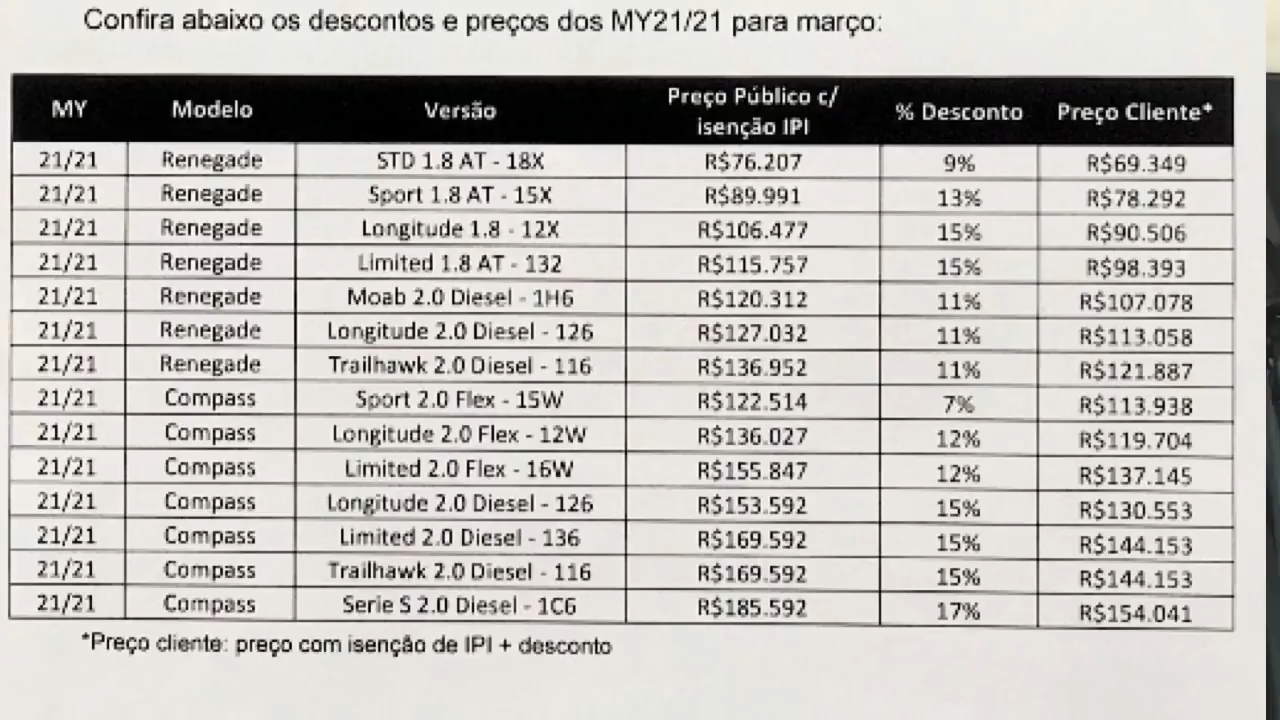 Confira abaixo os descontos e preços dos MY21/21 para março:
MY Modelo Versão Preço Público c/ isenção IPI % Desconto Preço Cliente*
21/21 Renegade STD 1.8 AT - 18X R$76.207 9% R$69.349
21/21 Renegade Sport 1.8 AT - 15X R$89.991 13% R$78.292
21/21 Renegade Longitude 1.8 - 12X R$106.477 15% R$90.506
21/21 Renegade Limited 1.8 AT - 132 R$115.757 15% R$98.393
21/21 Renegade Moab 2.0 Diesel - 1H6 R$120.312 11% R$107.078
21/21 Renegade Longitude 2.0 Diesel - 126 R$127.032 11% R$113.058
21/21 Renegade Trailhawk 2.0 Diesel - 116 R$136.952 11% R$121.887
21/21 Compass Sport 2.0 Flex - 15W R$122.514 7% R$113.938
21/21 Compass Longitude 2.0 Flex - 12W R$136.027 12% R$119.704
21/21 Compass Limited 2.0 Flex - 16W R$155.847 12% R$137.145
21/21 Compass Longitude 2.0 Diesel - 126 R$153.592 15% R$130.553
21/21 Compass Limited 2.0 Diesel - 136 R$169.592 15% R$144.153
21/21 Compass Trailhawk 2.0 Diesel - 116 R$169.592 15% R$144.153
21/21 Compass Serie S 2.0 Diesel - 1C6 R$185.592 17% R$154.041
*Preço cliente: preço com isenção de IPI + desconto